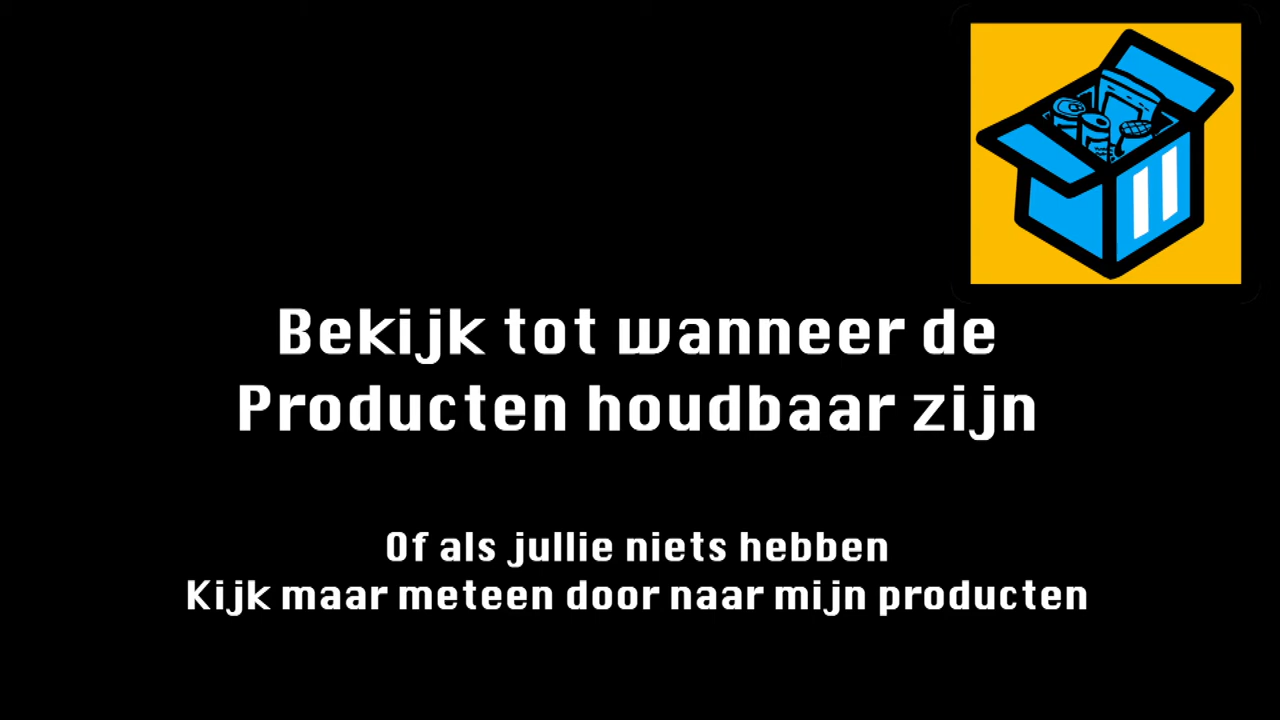 Bekijk tot wanneer de
Producten houdbaar zijn
Of als jullie niets hebben
Kijk maar meteen door naar mijn producten